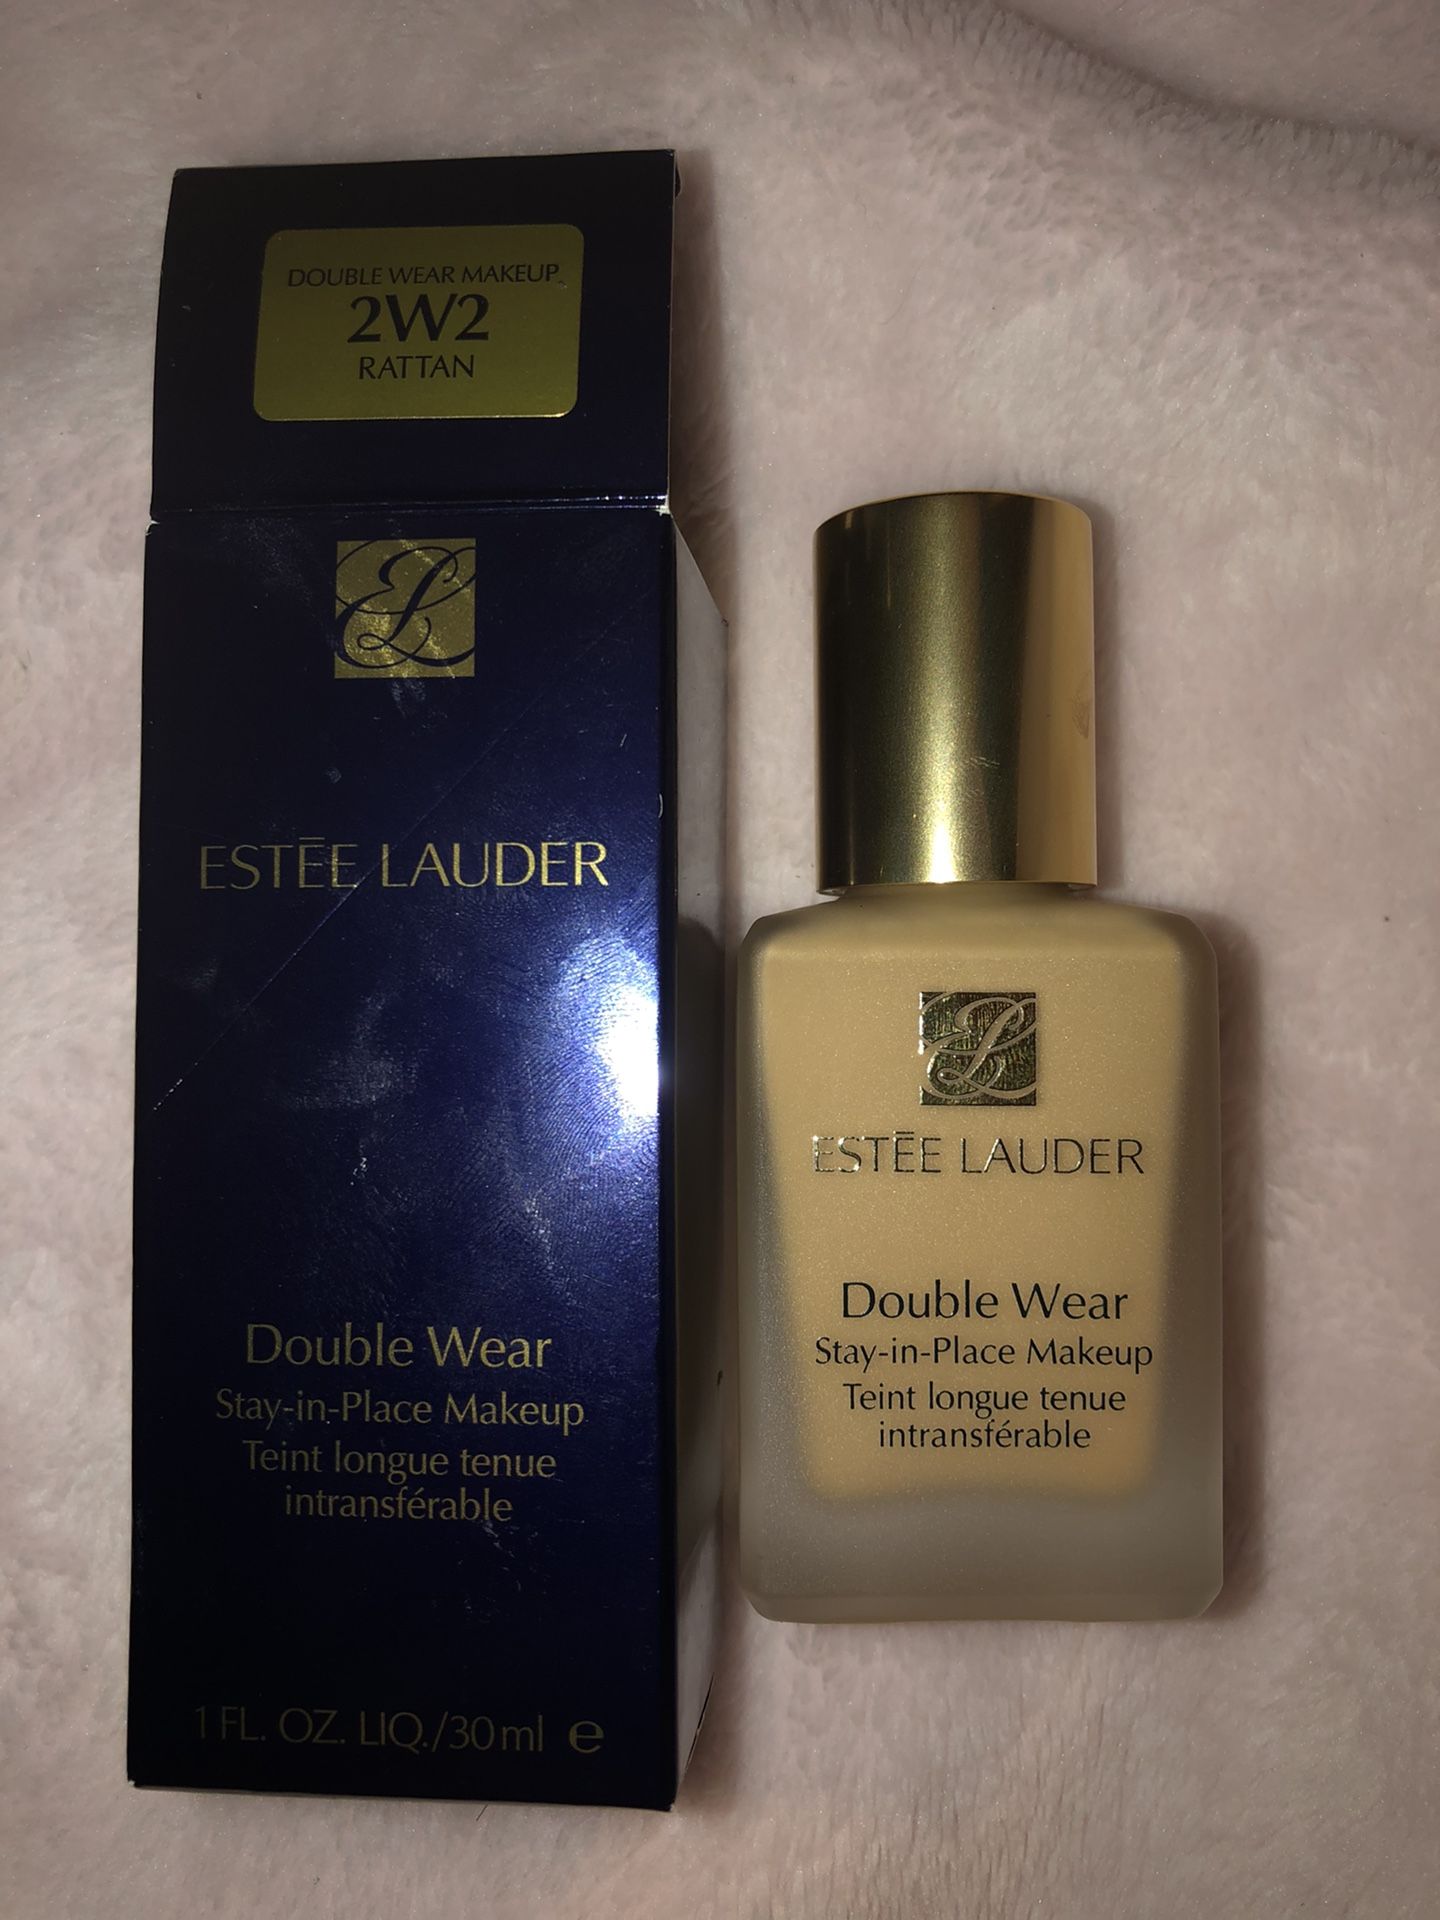 DOUBLE WEAR MAKEUP
2W2
RATTAN
ESTĒE LAUDER
Double Wear
Stay-in-Place Makeup
Teint longue tenue
intransférable
1 FL. OZ. LIQ./30 ml ℮
ESTĒE LAUDER
Double Wear
Stay-in-Place Makeup
Teint longue tenue
intransférable